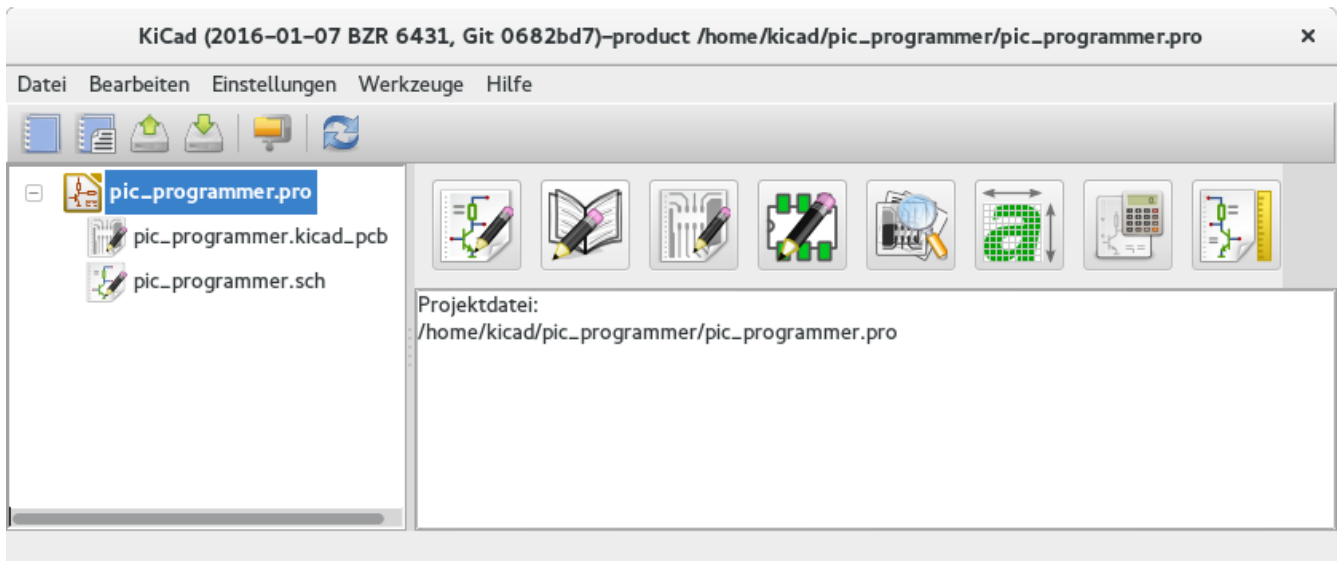 KiCad (2016-01-07 BZR 6431, Git 0682bd7)–product /home/kicad/pic_programmer/pic_programmer.pro
Datei Bearbeiten Einstellungen Werkzeuge Hilfe
pic_programmer.pro
pic_programmer.kicad_pcb
pic_programmer.sch
Projektdatei:
/home/kicad/pic_programmer/pic_programmer.pro